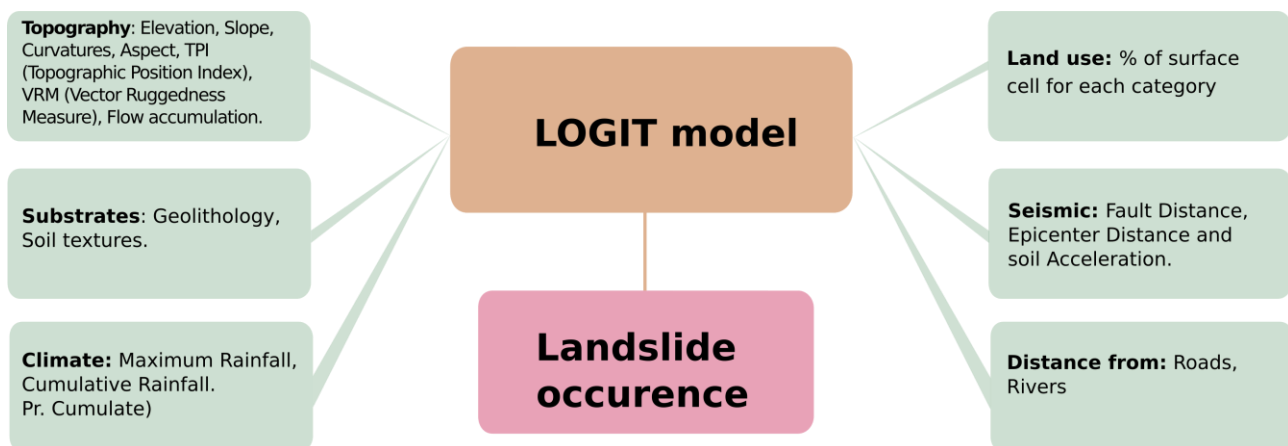 Topography: Elevation, Slope,
Curvatures, Aspect, TPI
(Topographic Position Index),
VRM (Vector Ruggedness
Measure), Flow accumulation.
Substrates: Geolithology,
Soil textures.
Climate: Maximum Rainfall,
Cumulative Rainfall.
Pr. Cumulate)
LOGIT model
Landslide
occurence
Land use: % of surface
cell for each category
Seismic: Fault Distance,
Epicenter Distance and
soil Acceleration.
Distance from: Roads,
Rivers